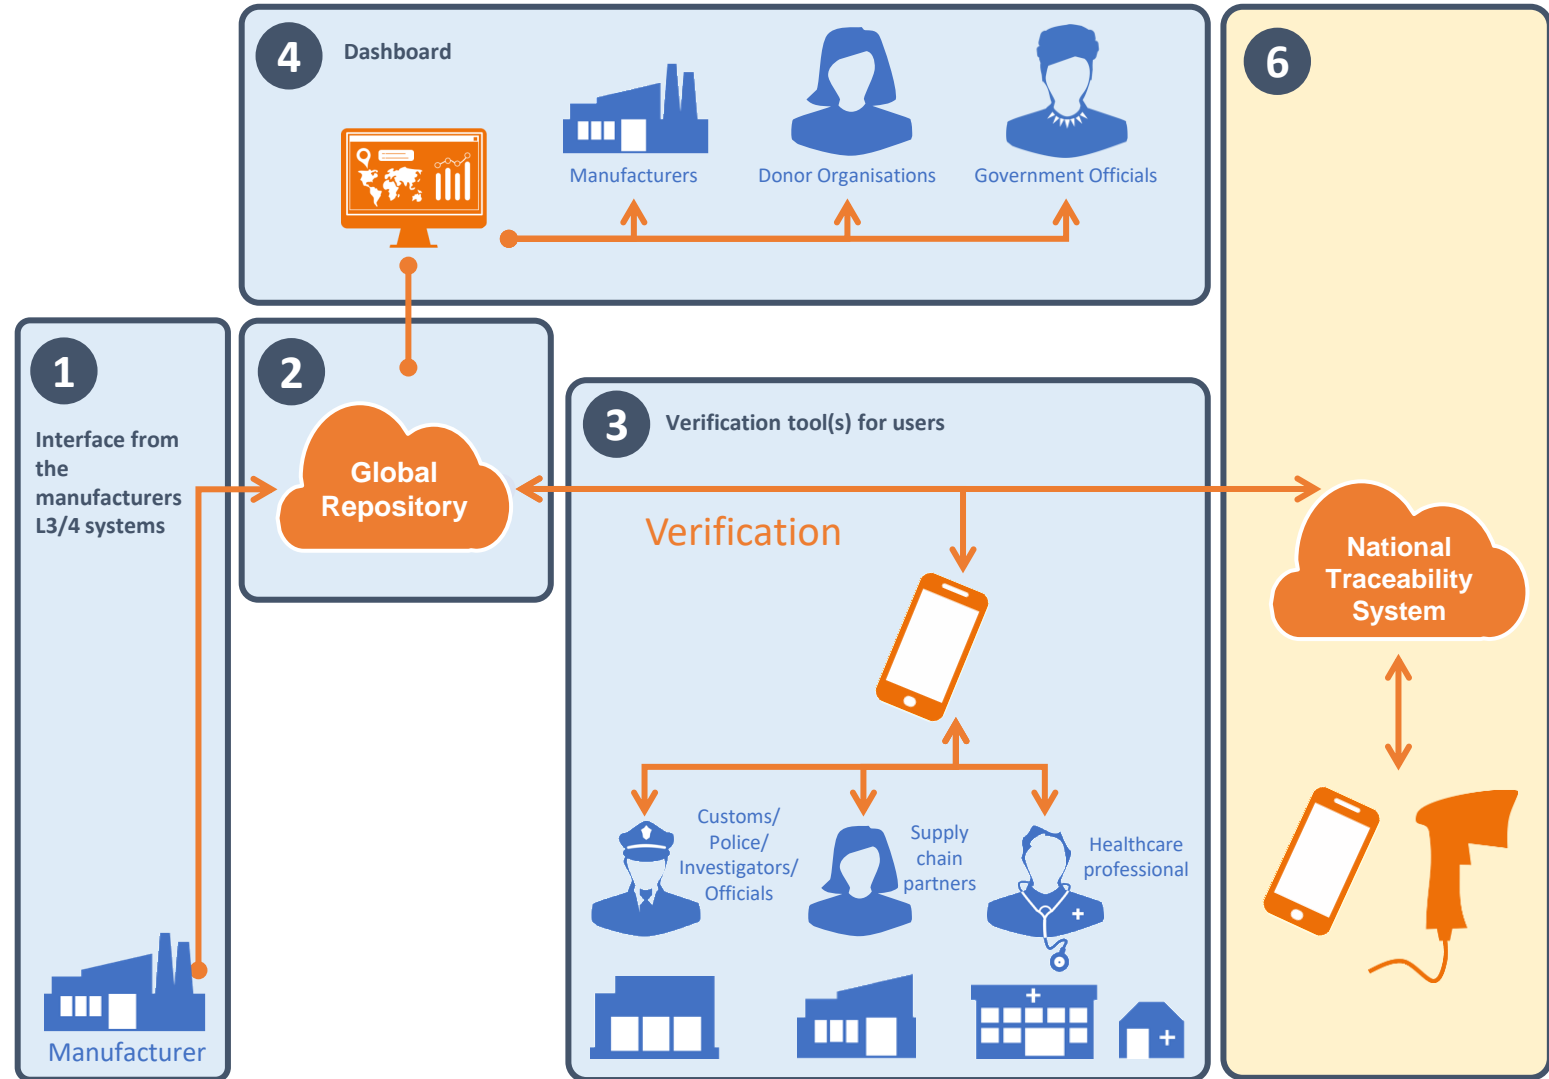 4
Dashboard
Manufacturers
Donor Organisations
Government Officials
6
1
Interface from
the
manufacturers
L3/4 systems
Manufacturer
2
Global
Repository
3
Verification tool(s) for users
Verification
Customs/
Police/
Investigators/
Officials
Supply
chain
partners
Healthcare
professional
National
Traceability
System